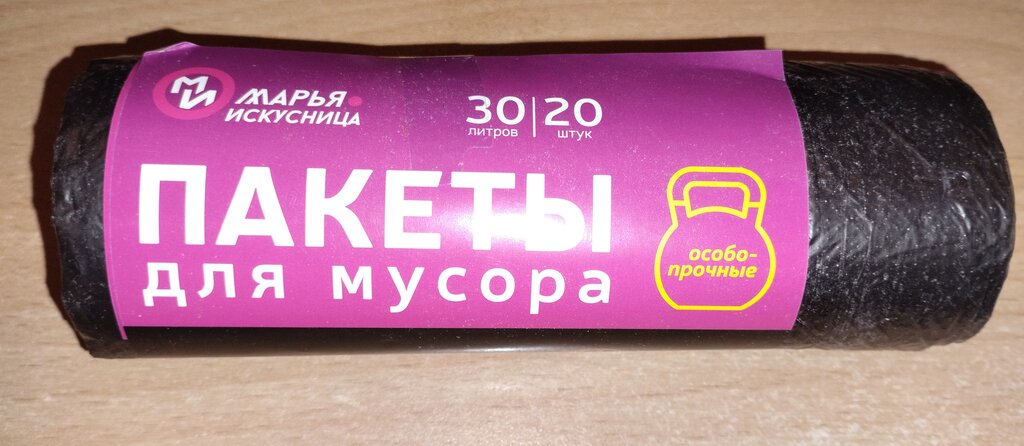 МИ
МАРЬЯ
ИСКУСНИЦА
30 | 20
литров штук
ПАКЕТЫ
для мусора
особо-
прочные